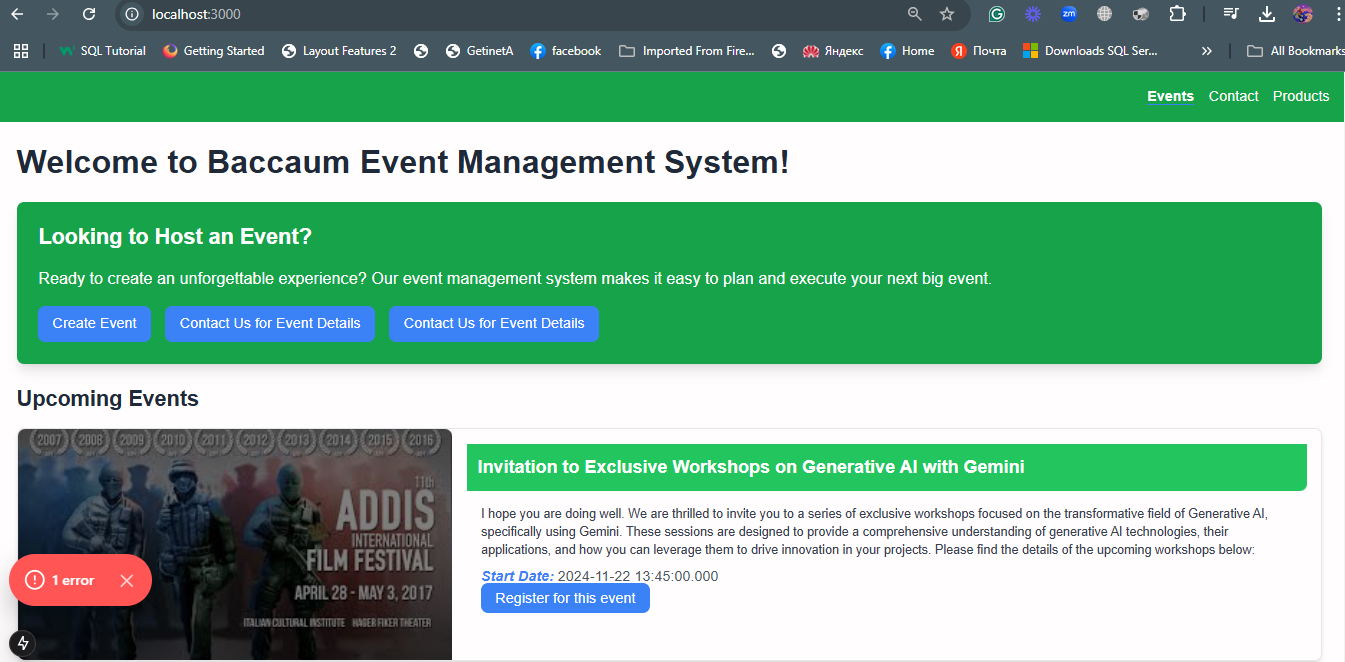 localhost:3000
SQL Tutorial
Getting Started
Layout Features 2
GetinetA
facebook
Imported From Fire...
Яндекс
Home
Почта
Downloads SQL Ser...
All Bookmarks
Events
Contact
Products
Welcome to Baccaum Event Management System!
Looking to Host an Event?
Ready to create an unforgettable experience? Our event management system makes it easy to plan and execute your next big event.
Create Event
Contact Us for Event Details
Contact Us for Event Details
Upcoming Events
2007 2008 2009 2010 2011 2012 2013 2014 2015 2016
11th
ADDIS
INTERNATIONAL
FILM FESTIVAL
APRIL 28 - MAY 3, 2017
ITALIAN CULTURAL INSTITUTE HAGER FIKER THEATER
1 error
Invitation to Exclusive Workshops on Generative AI with Gemini
I hope you are doing well. We are thrilled to invite you to a series of exclusive workshops focused on the transformative field of Generative AI,
specifically using Gemini. These sessions are designed to provide a comprehensive understanding of generative AI technologies, their
applications, and how you can leverage them to drive innovation in your projects. Please find the details of the upcoming workshops below:
Start Date: 2024-11-22 13:45:00.000
Register for this event